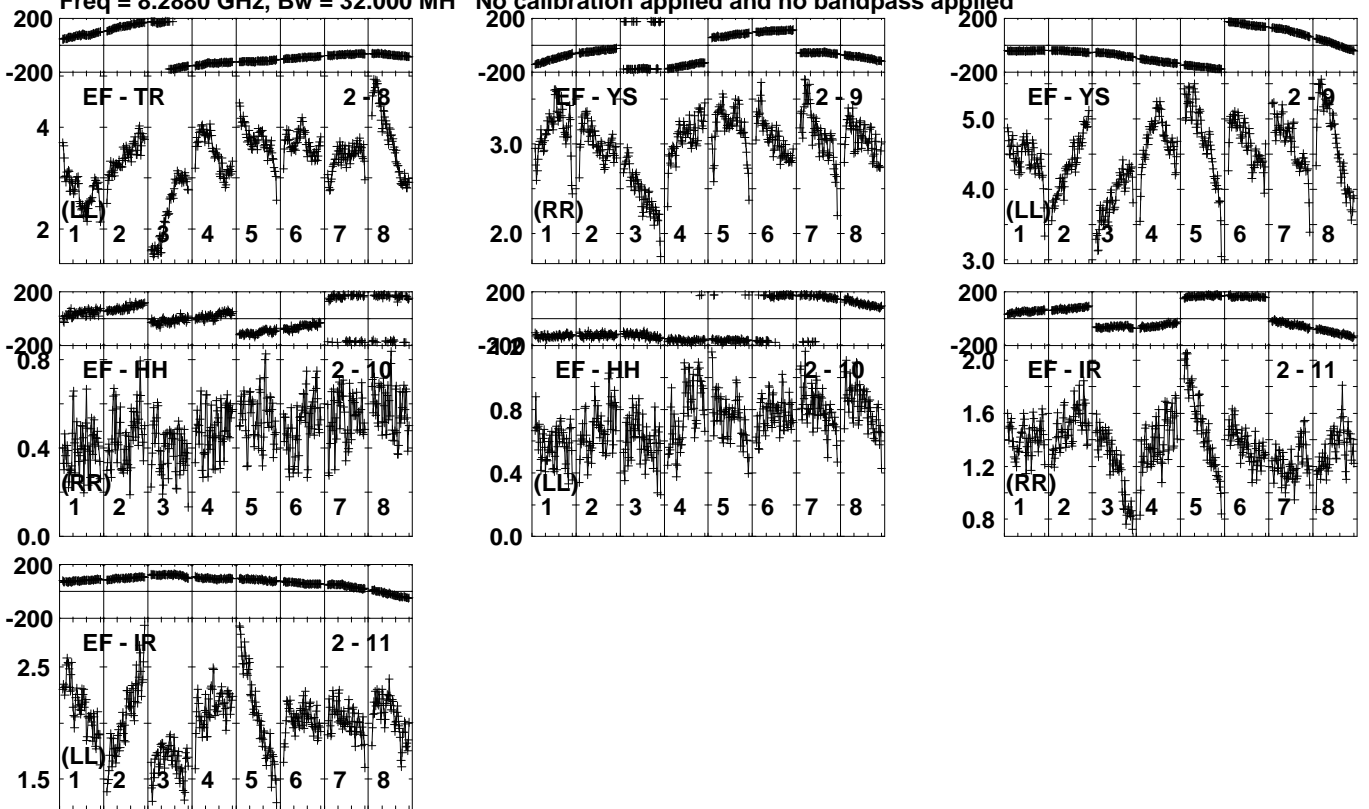 Freq = 8.2880 GHz, Bw = 32.000 MH No calibration applied and no bandpass applied
200
-200
EF - TR 2 - 8
4
2
(LL)
1 2 3 4 5 6 7 8
200
-200
EF - YS 2 - 9
3.0
2.0
(RR)
1 2 3 4 5 6 7 8
200
-200
EF - YS 2 - 9
5.0
4.0
3.0
(LL)
1 2 3 4 5 6 7 8
200
-200
EF - HH 2 - 10
0.8
0.4
0.0
(RR)
1 2 3 4 5 6 7 8
200
-200
1.2
EF - HH 2 - 10
0.8
0.4
0.0
(LL)
1 2 3 4 5 6 7 8
200
-200
EF - IR 2 - 11
2.0
1.6
1.2
0.8
(RR)
1 2 3 4 5 6 7 8
200
-200
EF - IR 2 - 11
2.5
1.5
(LL)
1 2 3 4 5 6 7 8